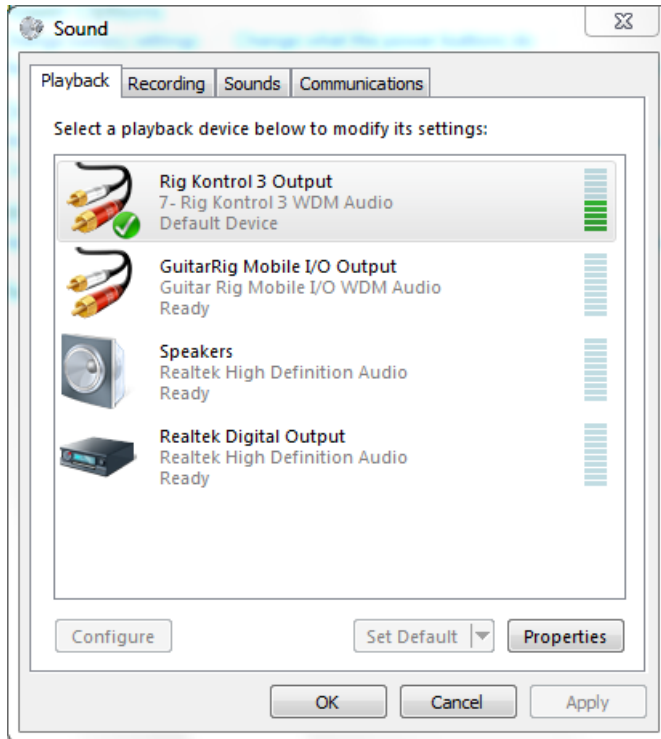 Sound
Playback
Recording
Sounds
Communications
Select a playback device below to modify its settings:
Rig Kontrol 3 Output
7- Rig Kontrol 3 WDM Audio
Default Device
GuitarRig Mobile I/O Output
Guitar Rig Mobile I/O WDM Audio
Ready
Speakers
Realtek High Definition Audio
Ready
Realtek Digital Output
Realtek High Definition Audio
Ready
Configure
Set Default
Properties
OK
Cancel
Apply